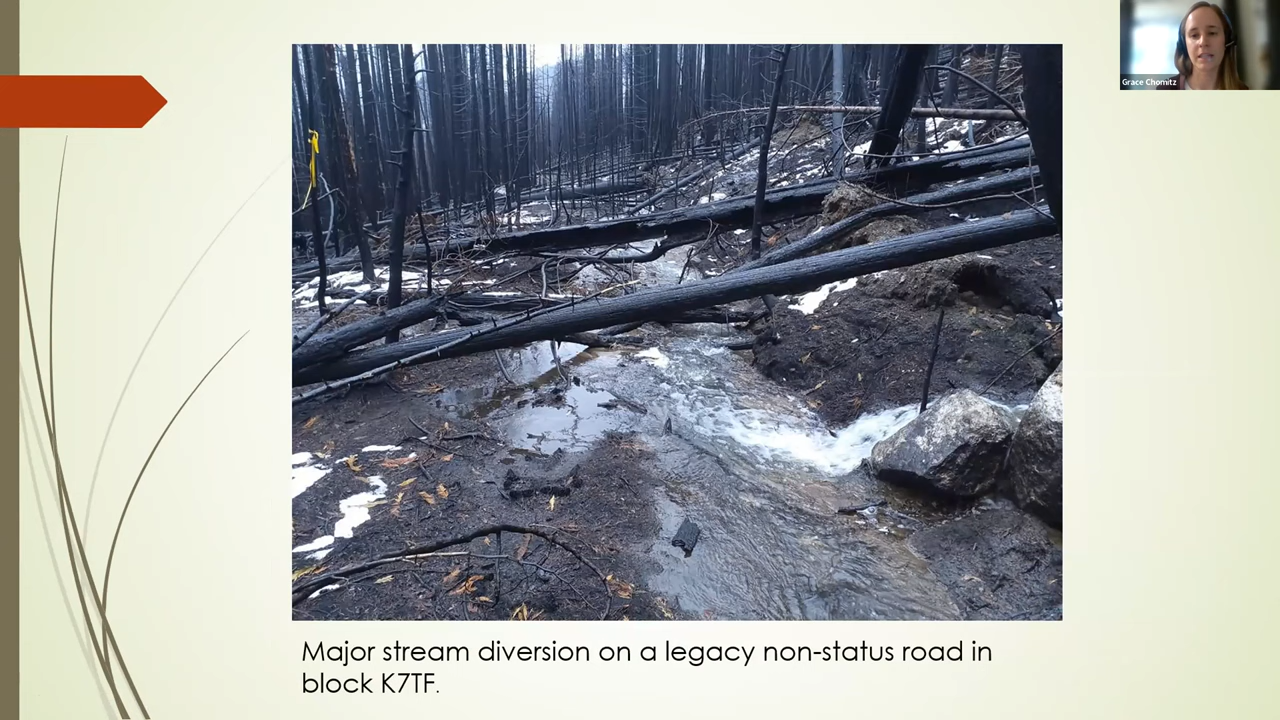 Grace Chomitz
Major stream diversion on a legacy non-status road in
block K7TF.